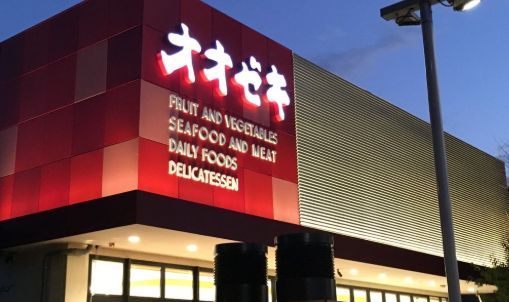 オオゼキ
FRUIT AND VEGETABLES
SEAFOOD AND MEAT
DAILY FOODS
DELICATESSEN